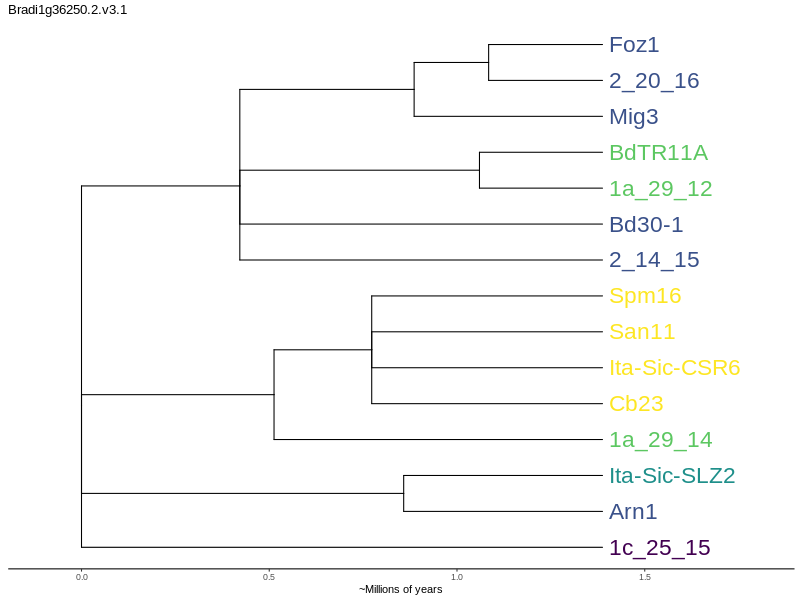 Bradi1g36250.2.v3.1
Foz1
2_20_16
Mig3
BdTR11A
1a_29_12
Bd30-1
2_14_15
Spm16
San11
Ita-Sic-CSR6
Cb23
1a_29_14
Ita-Sic-SLZ2
Arn1
1c_25_15
0.0 0.5 1.0 1.5
~Millions of years